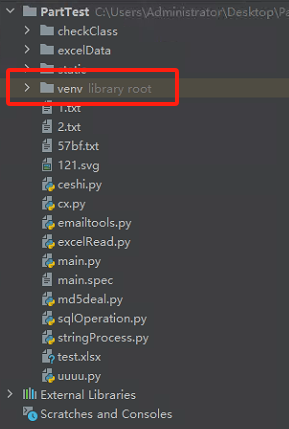 PartTest C:\Users\Administrator\Desktop\Pa
checkClass
excelData
static
venv library root
1.txt
2.txt
57bf.txt
121.svg
ceshi.py
cx.py
emailtools.py
excelRead.py
main.py
main.spec
md5deal.py
sqlOperation.py
stringProcess.py
test.xlsx
uuuu.py
External Libraries
Scratches and Consoles